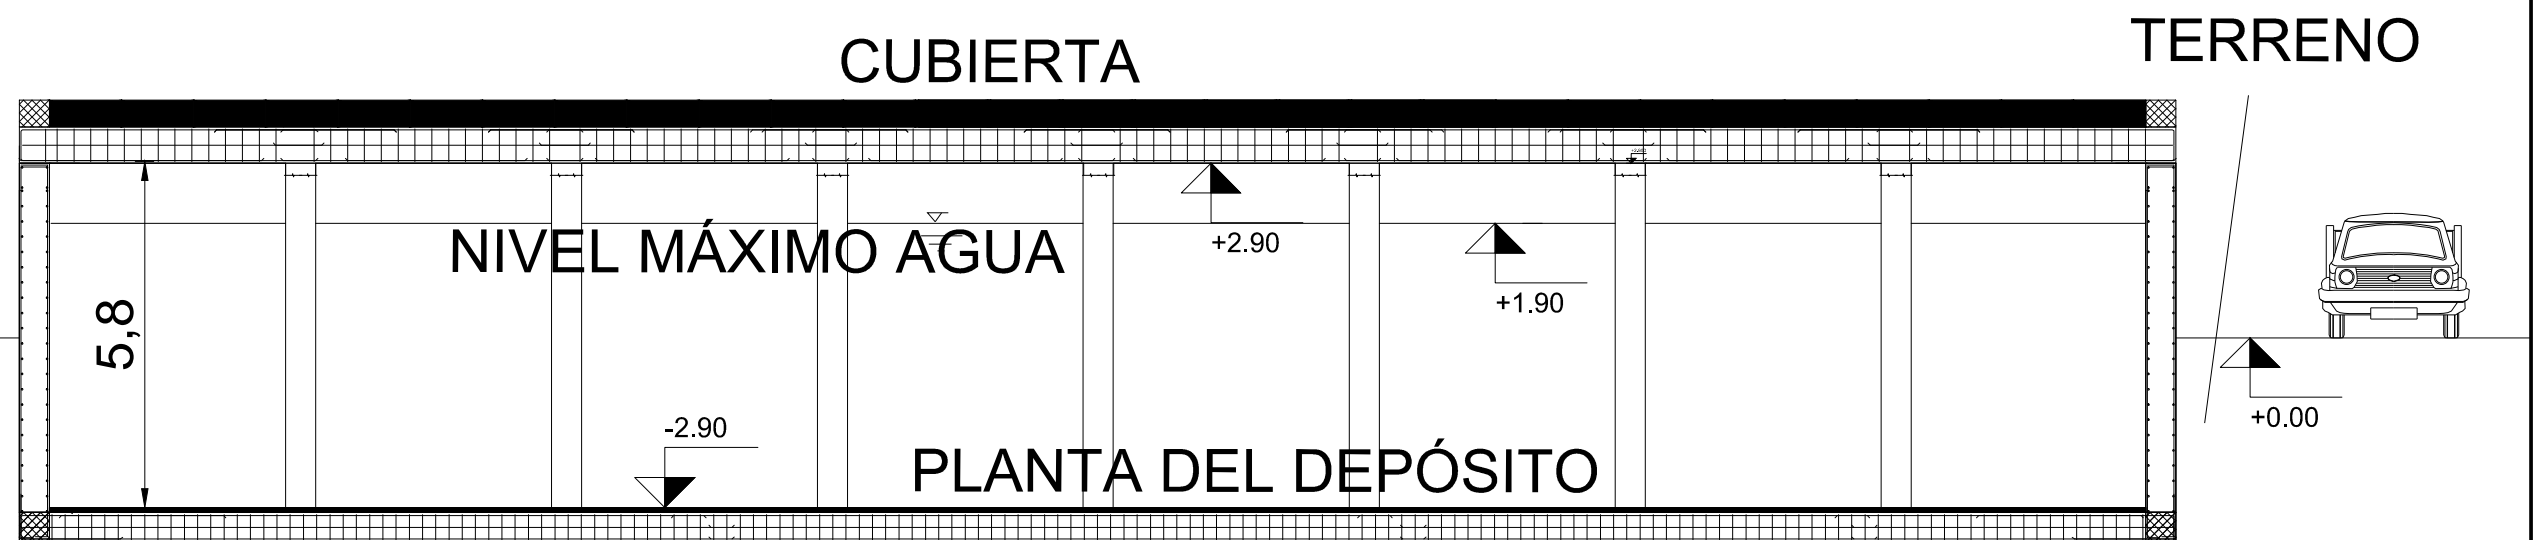 TERRENO
CUBIERTA
NIVEL MÁXIMO AGUA
+2.90
+1.90
5,8
-2.90
+0.00
PLANTA DEL DEPÓSITO